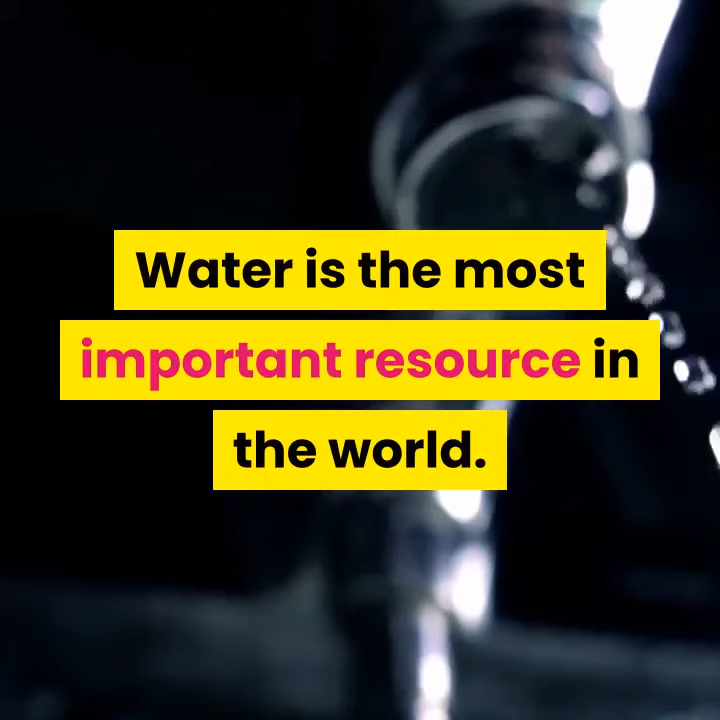 Water is the most
important resource in
the world.